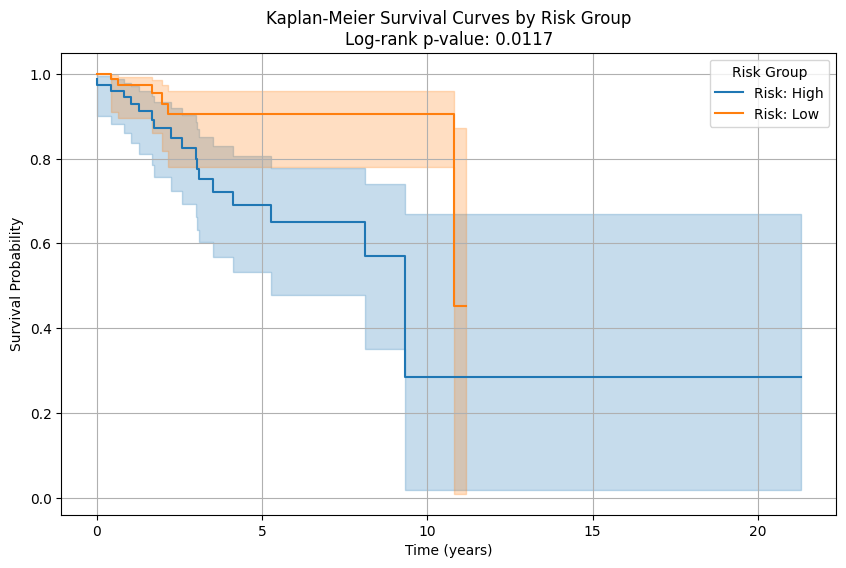 Kaplan-Meier Survival Curves by Risk Group
Log-rank p-value: 0.0117
Risk Group
Risk: High
Risk: Low
Survival Probability
1.0
0.8
0.6
0.4
0.2
0.0
0
5
10
15
20
Time (years)